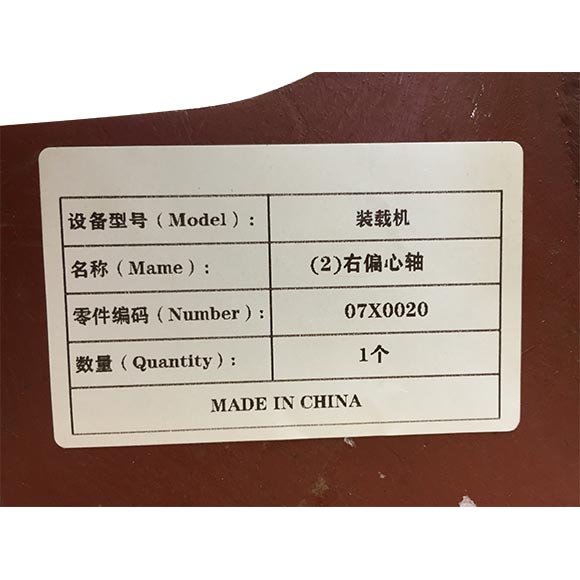 设备型号（Model）: 装载机
名称（Mame）: (2)右偏心轴
零件编码（Number）: 07X0020
数量（Quantity）: 1个
MADE IN CHINA